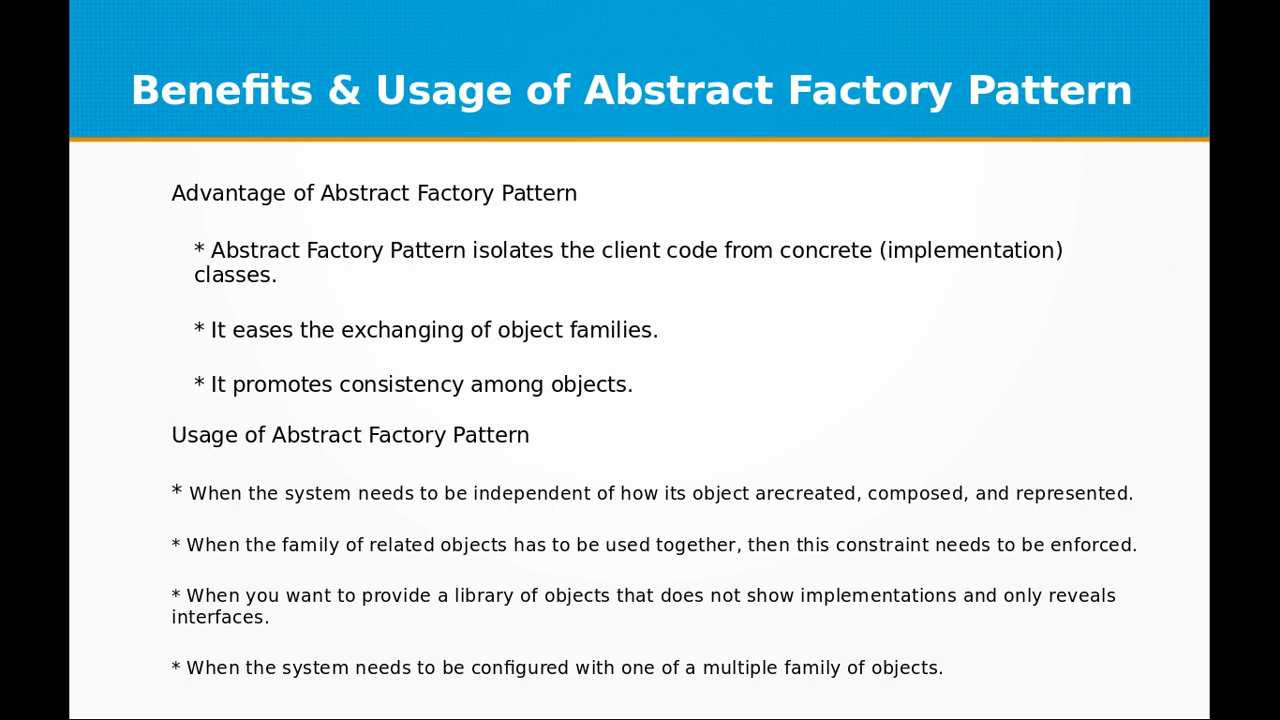 Benefits & Usage of Abstract Factory Pattern
Advantage of Abstract Factory Pattern
* Abstract Factory Pattern isolates the client code from concrete (implementation)
classes.
* It eases the exchanging of object families.
* It promotes consistency among objects.
Usage of Abstract Factory Pattern
* When the system needs to be independent of how its object arecreated, composed, and represented.
* When the family of related objects has to be used together, then this constraint needs to be enforced.
* When you want to provide a library of objects that does not show implementations and only reveals
interfaces.
* When the system needs to be configured with one of a multiple family of objects.